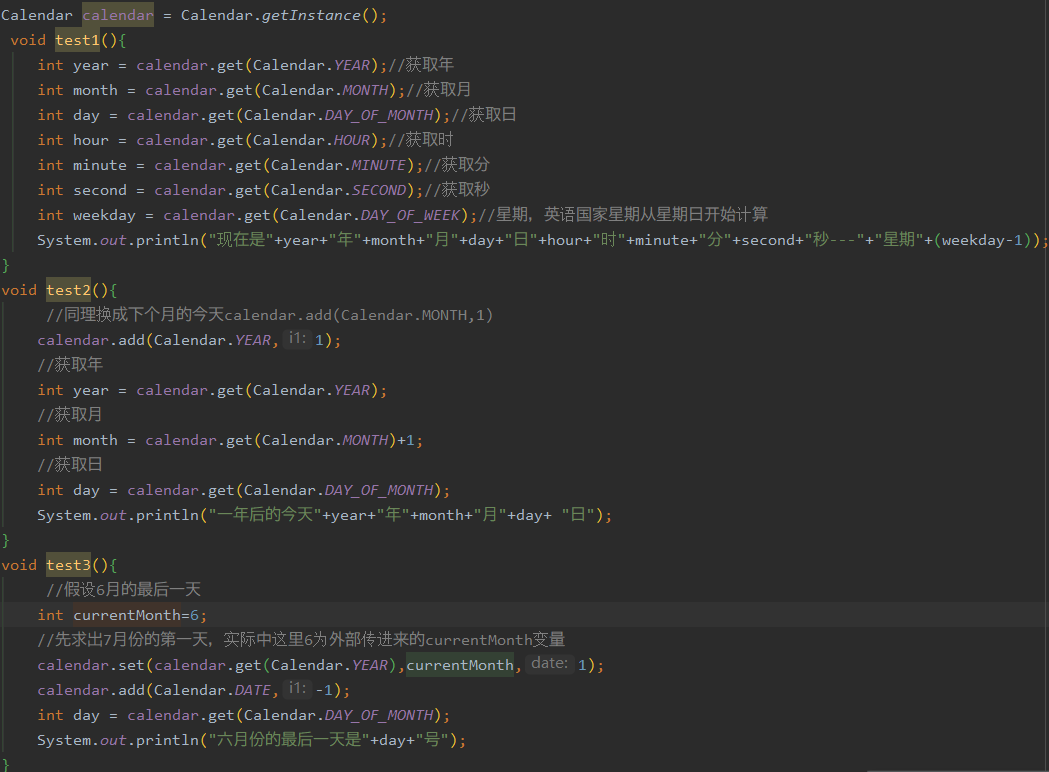 Calendar calendar = Calendar.getInstance();
void test1(){
int year = calendar.get(Calendar.YEAR);//获取年
int month = calendar.get(Calendar.MONTH);//获取月
int day = calendar.get(Calendar.DAY_OF_MONTH);//获取日
int hour = calendar.get(Calendar.HOUR);//获取时
int minute = calendar.get(Calendar.MINUTE);//获取分
int second = calendar.get(Calendar.SECOND);//获取秒
int weekday = calendar.get(Calendar.DAY_OF_WEEK);//星期，英语国家星期从星期日开始计算
System.out.println("现在是"+year+"年"+month+"月"+day+"日"+hour+"时"+minute+"分"+second+"秒---"+"星期"+(weekday-1));
}
void test2(){
//同理换成下个月的今天calendar.add(Calendar.MONTH,1)
calendar.add(Calendar.YEAR, i1: 1);
//获取年
int year = calendar.get(Calendar.YEAR);
//获取月
int month = calendar.get(Calendar.MONTH)+1;
//获取日
int day = calendar.get(Calendar.DAY_OF_MONTH);
System.out.println("一年后的今天"+year+"年"+month+"月"+day+ "日");
}
void test3(){
//假设6月的最后一天
int currentMonth=6;
//先求出7月份的第一天，实际中这里6为外部传进来的currentMonth变量
calendar.set(calendar.get(Calendar.YEAR),currentMonth, date: 1);
calendar.add(Calendar.DATE, i1: -1);
int day = calendar.get(Calendar.DAY_OF_MONTH);
System.out.println("六月份的最后一天是"+day+"号");
}